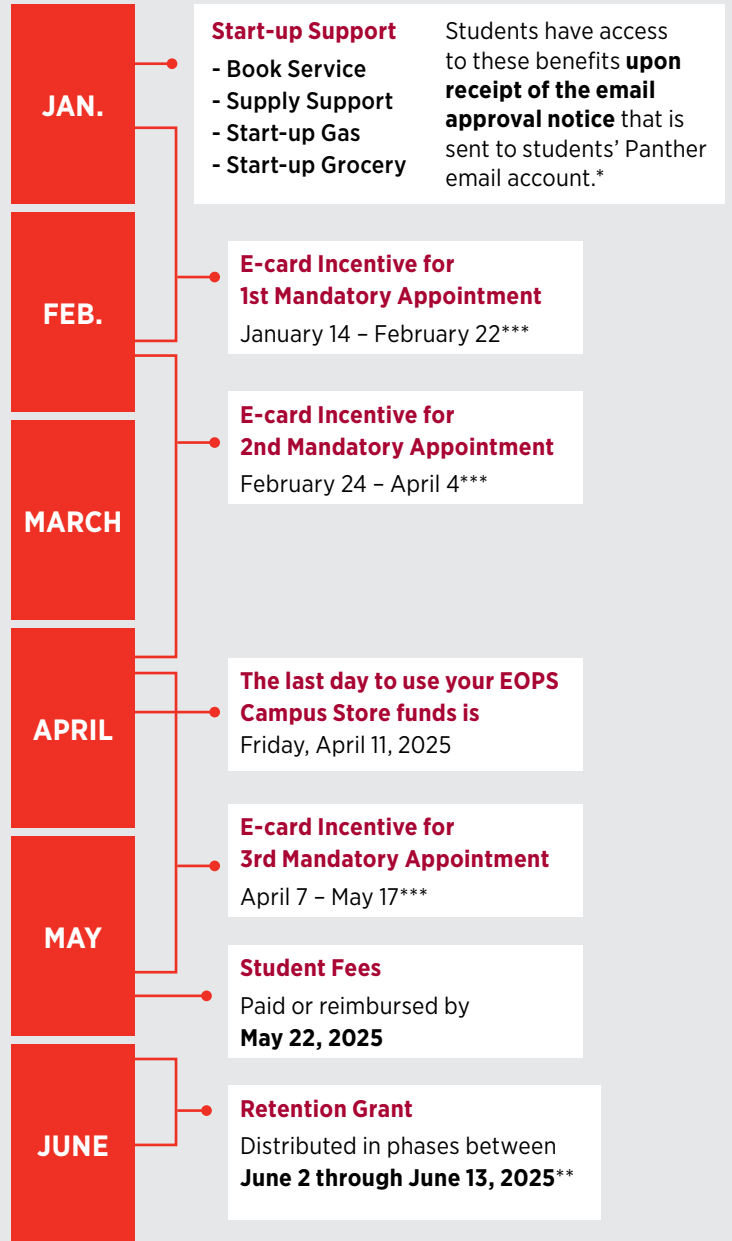 JAN.
Start-up Support
- Book Service
- Supply Support
- Start-up Gas
- Start-up Grocery
Students have access
to these benefits upon
receipt of the email
approval notice that is
sent to students’ Panther
email account.*
FEB.
E-card Incentive for
1st Mandatory Appointment
January 14 – February 22***
E-card Incentive for
2nd Mandatory Appointment
February 24 – April 4***
MARCH
APRIL
The last day to use your EOPS
Campus Store funds is
Friday, April 11, 2025
E-card Incentive for
3rd Mandatory Appointment
April 7 – May 17***
MAY
Student Fees
Paid or reimbursed by
May 22, 2025
JUNE
Retention Grant
Distributed in phases between
June 2 through June 13, 2025**